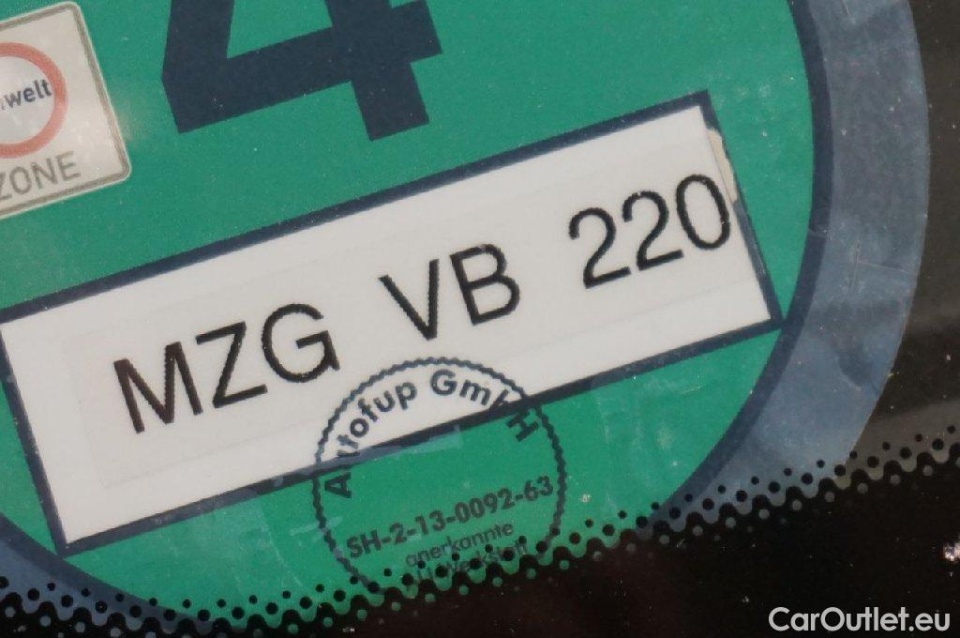 4
welt
ZONE
MZG VB 220
Autofup GmbH
SH-2-13-0092-63
anerkannte
CarOutlet.eu